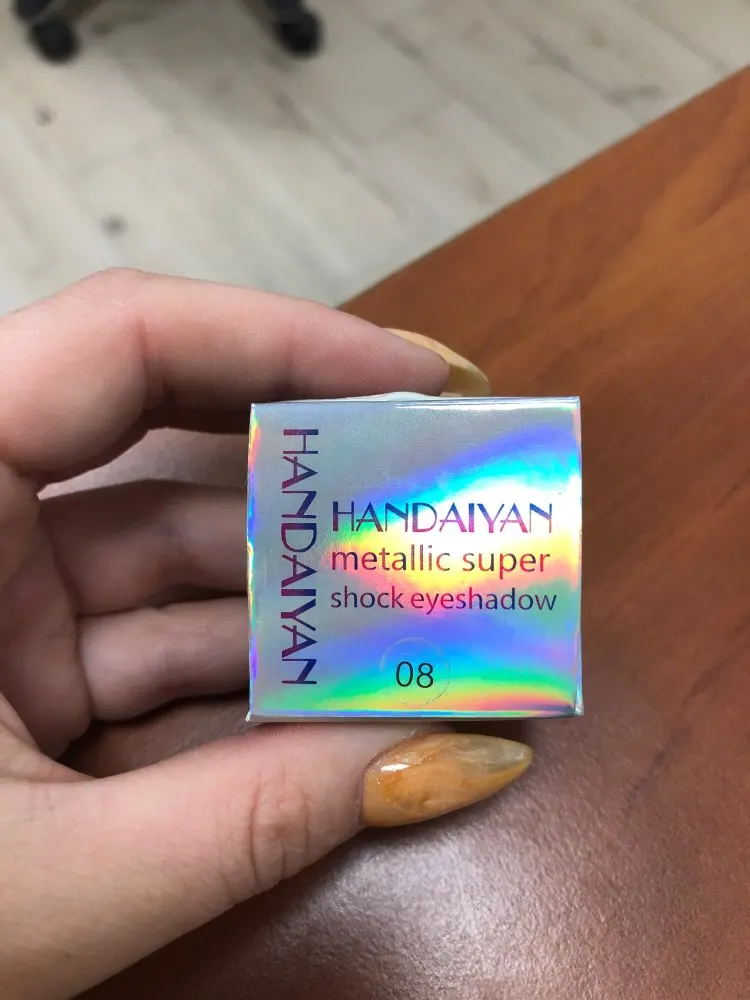 HANDAIYAN
HANDAIYAN
metallic super
shock eyeshadow
08